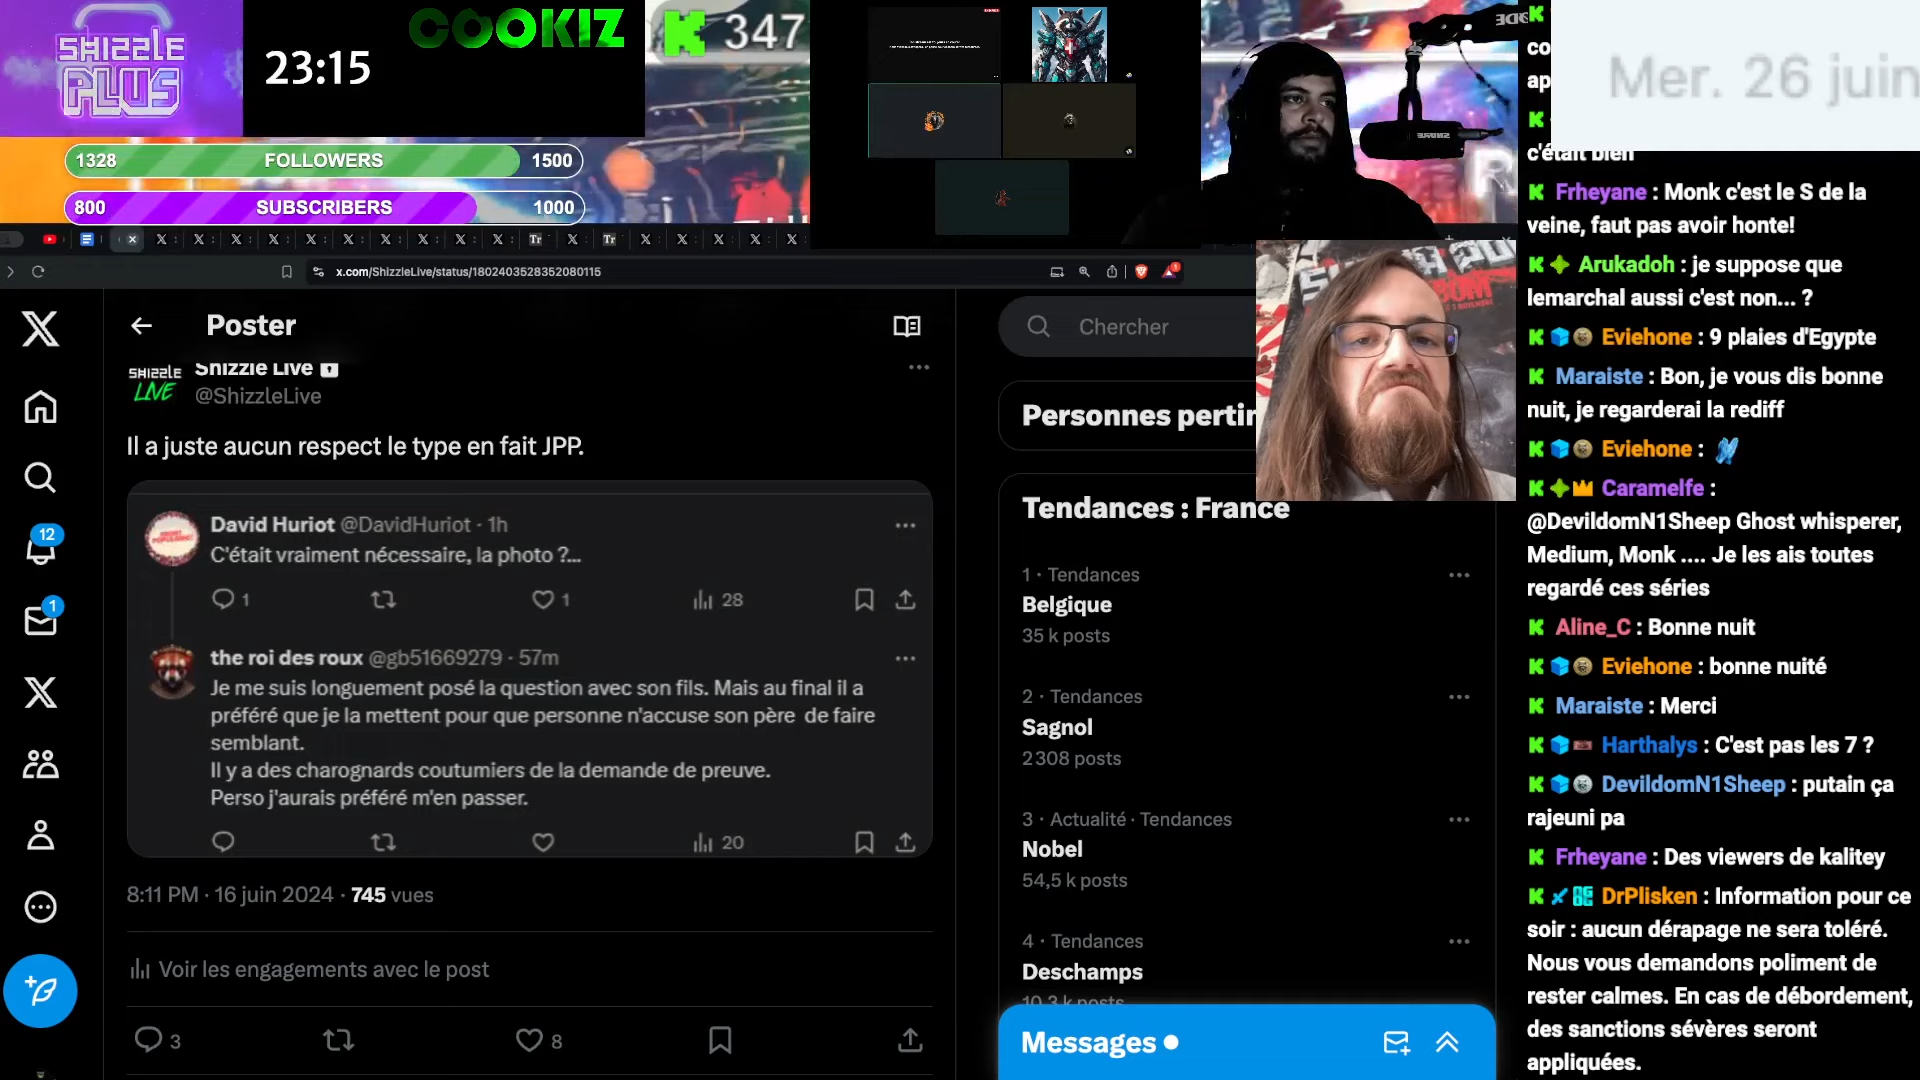 SHIZZLE
PLUS
23:15
COOKIZ
347
1328 FOLLOWERS 1500
800 SUBSCRIBERS 1000
x.com/ShizzleLive/status/1802403528352080115
Poster
SHIZZLE
LIVE
Shizzle Live
@ShizzleLive
Il a juste aucun respect le type en fait JPP.
David Huriot @DavidHuriot · 1h
C'était vraiment nécessaire, la photo ?...
1
1
28
the roi des roux @gb51669279 · 57m
Je me suis longuement posé la question avec son fils. Mais au final il a
préféré que je la mettent pour que personne n'accuse son père de faire
semblant.
Il y a des charognards coutumiers de la demande de preuve.
Perso j'aurais préféré m'en passer.
20
8:11 PM · 16 juin 2024 · 745 vues
Voir les engagements avec le post
3
8
12
1
Chercher
Personnes pertin
Tendances : France
1 · Tendances
Belgique
35 k posts
2 · Tendances
Sagnol
2 308 posts
3 · Actualité · Tendances
Nobel
54,5 k posts
4 · Tendances
Deschamps
10,3 k posts
Messages
Mer. 26 juin
co
ap
c'était bien
Frheyane : Monk c'est le S de la
veine, faut pas avoir honte!
Arukadoh : je suppose que
lemarchal aussi c'est non... ?
Eviehone : 9 plaies d'Egypte
Maraiste : Bon, je vous dis bonne
nuit, je regarderai la rediff
Eviehone :
Caramelfe :
@DevildomN1Sheep Ghost whisperer,
Medium, Monk .... Je les ais toutes
regardé ces séries
Aline_C : Bonne nuit
Eviehone : bonne nuité
Maraiste : Merci
Harthalys : C'est pas les 7 ?
DevildomN1Sheep : putain ça
rajeuni pa
Frheyane : Des viewers de kalitey
DrPlisken : Information pour ce
soir : aucun dérapage ne sera toléré.
Nous vous demandons poliment de
rester calmes. En cas de débordement,
des sanctions sévères seront
appliquées.